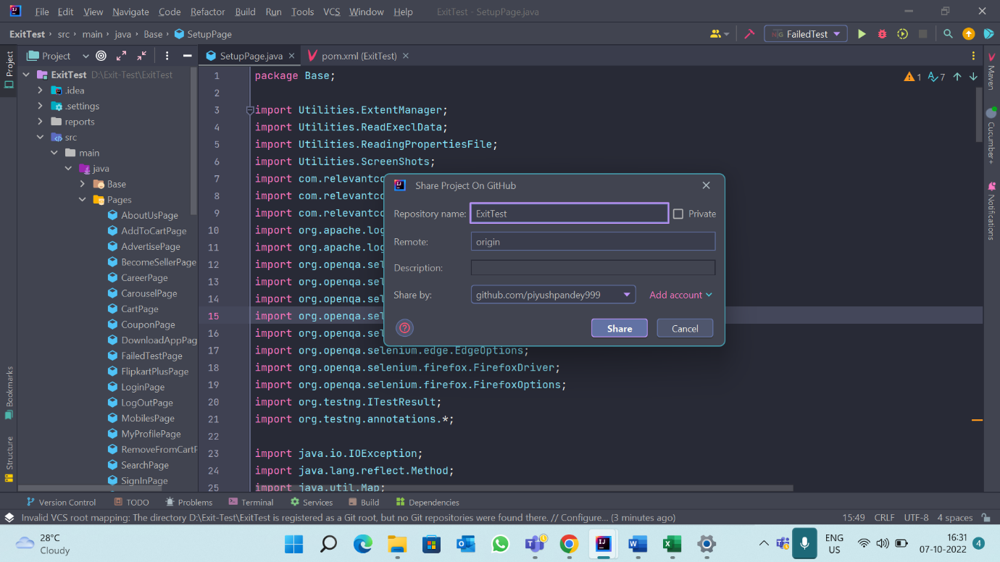 File Edit View Navigate Code Refactor Build Run Tools VCS Window Help ExitTest - SetupPage.java
ExitTest src main java Base SetupPage FailedTest
Project SetupPage.java pom.xml (ExitTest)
Project
ExitTest D:\Exit-Test\ExitTest
.idea
.settings
reports
src
main
java
Base
Pages
AboutUsPage
AddToCartPage
AdvertisePage
BecomeSellerPage
CareerPage
CarouselPage
CartPage
CouponPage
DownloadAppPag
FailedTestPage
FlipkartPlusPage
LoginPage
LogOutPage
MobilesPage
MyProfilePage
RemoveFromCartP
SearchPage
SignInPage
Bookmarks
Structure
1 package Base;
2
3 import Utilities.ExtentManager;
4 import Utilities.ReadExeclData;
5 import Utilities.ReadingPropertiesFile;
6 import Utilities.ScreenShots;
7 import com.relevantco
8 import com.relevantco
9 import com.relevantco
10 import org.apache.log
11 import org.apache.log
12 import org.openqa.sel
13 import org.openqa.sel
14 import org.openqa.sel
15 import org.openqa.sel
16 import org.openqa.sel
17 import org.openqa.selenium.edge.EdgeOptions;
18 import org.openqa.selenium.firefox.FirefoxDriver;
19 import org.openqa.selenium.firefox.FirefoxOptions;
20 import org.testng.ITestResult;
21 import org.testng.annotations.*;
22
23 import java.io.IOException;
24 import java.lang.reflect.Method;
25 import java.util.Map;
1 7
Maven
Cucumber+
Notifications
Share Project On GitHub
Repository name: ExitTest Private
Remote: origin
Description:
Share by: github.com/piyushpandey999 Add account
Share Cancel
Version Control TODO Problems Terminal Services Build Dependencies
Invalid VCS root mapping: The directory D:\Exit-Test\ExitTest is registered as a Git root, but no Git repositories were found there. // Configure... (3 minutes ago) 15:49 CRLF UTF-8 4 spaces
28°C
Cloudy
ENG
US
16:31
07-10-2022
4